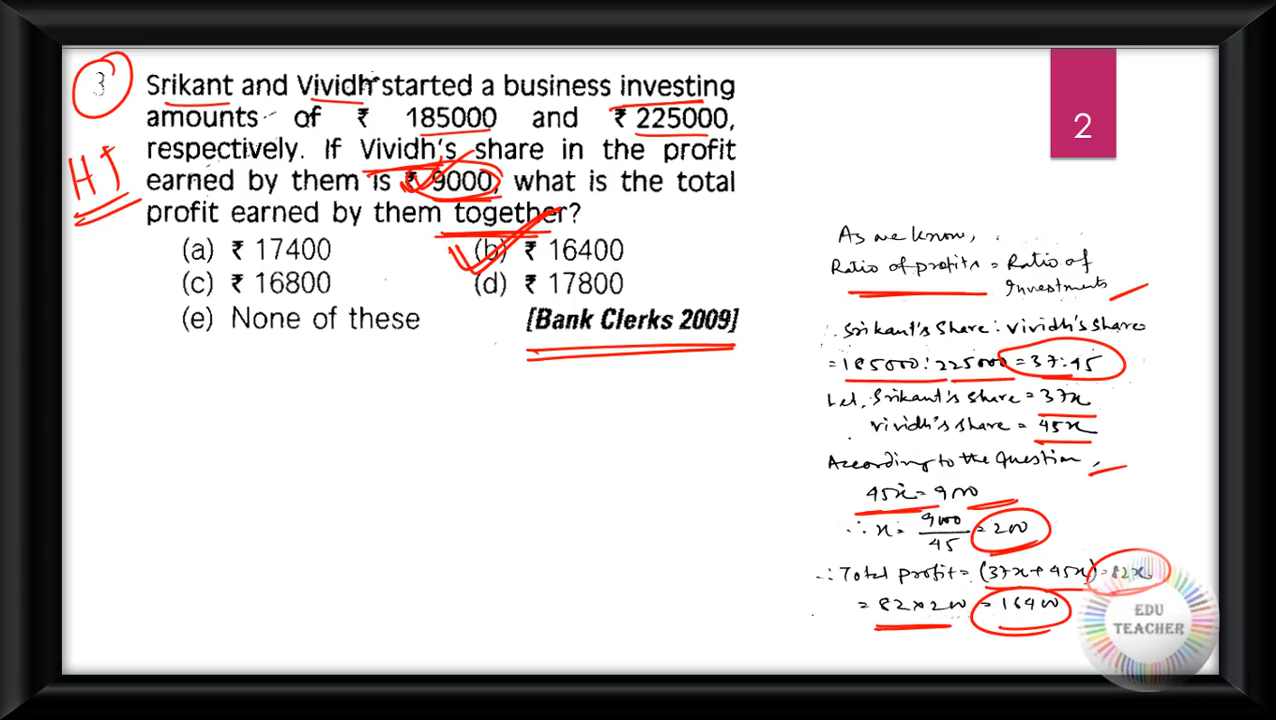 3
Srikant and Vividh started a business investing
amounts of ₹ 185000 and ₹ 225000,
respectively. If Vividh's share in the profit
earned by them is ₹ 9000, what is the total
profit earned by them together?
(a) ₹ 17400 (b) ₹ 16400
(c) ₹ 16800 (d) ₹ 17800
(e) None of these [Bank Clerks 2009]
2
As we know,
Ratio of profits = Ratio of
Investments
∴ Srikant's Share : Vividh's Share
= 185000 : 225000 = 37:45
Let, Srikant's Share = 37x
Vividh's share = 45x
According to the Question,
45x = 9000
∴ x = 9000/45 = 200
∴ Total profit = (37x + 45x) = 82x
= 82×200 = 16400
EDU
TEACHER